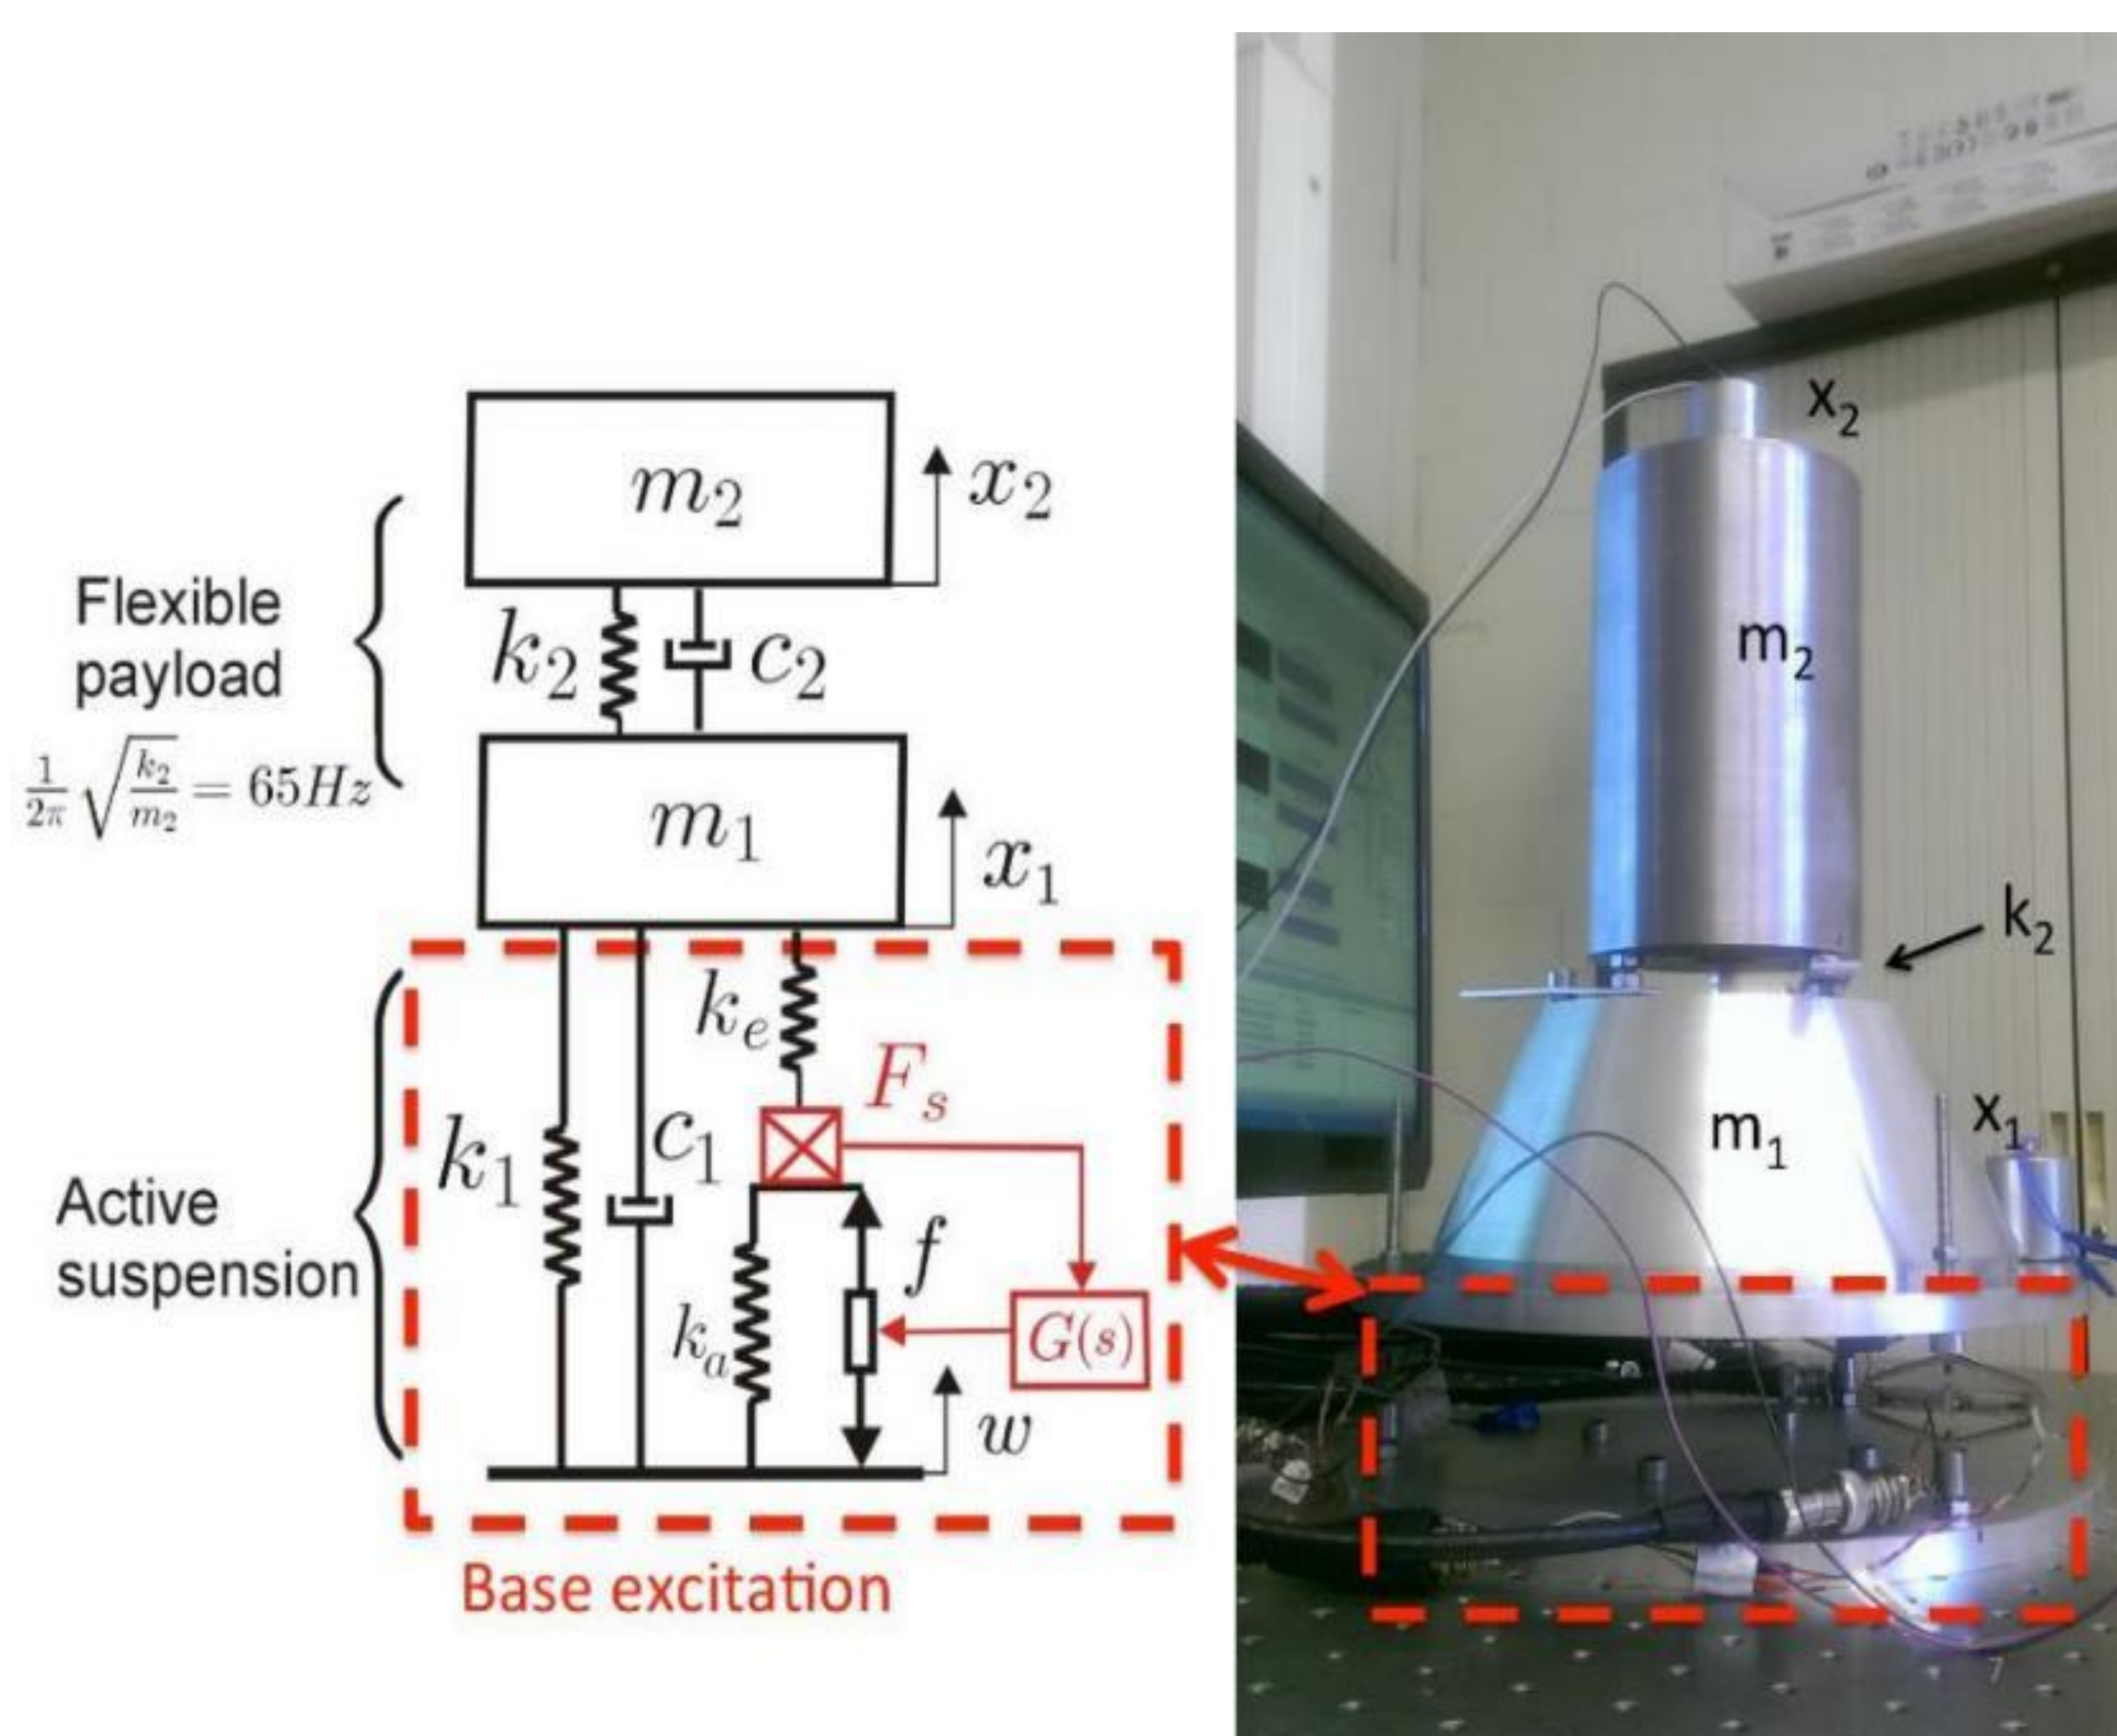 m₂
x₂
Flexible
payload
k₂
c₂
1/2π √k₂/m₂ = 65Hz
m₁
x₁
kₑ
Fₛ
k₁
c₁
Active
suspension
f
kₐ
G(s)
w
Base excitation
x₂
m₂
k₂
m₁
x₁